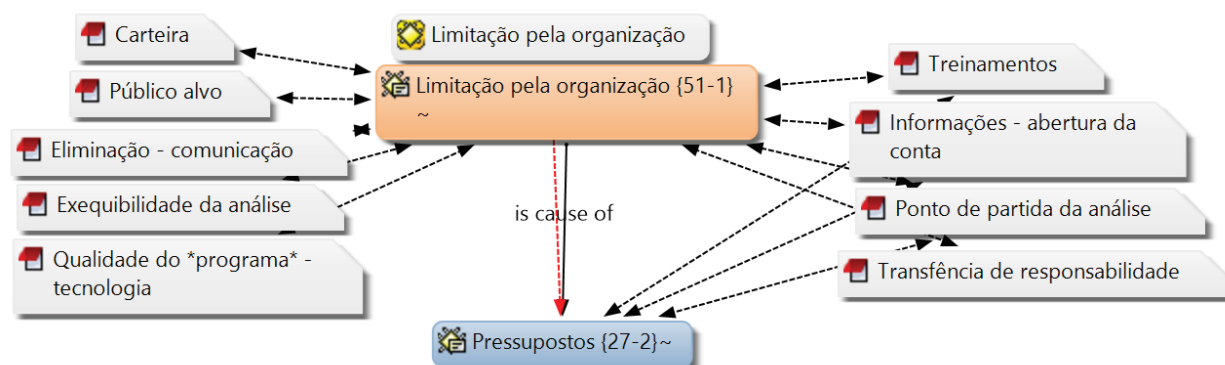 Carteira
Limitação pela organização
Treinamentos
Limitação pela organização {51-1}
~
Público alvo
Informações - abertura da
conta
Eliminação - comunicação
Exequibilidade da análise
Ponto de partida da análise
is cause of
Qualidade do *programa* -
tecnologia
Transfência de responsabilidade
Pressupostos {27-2}~